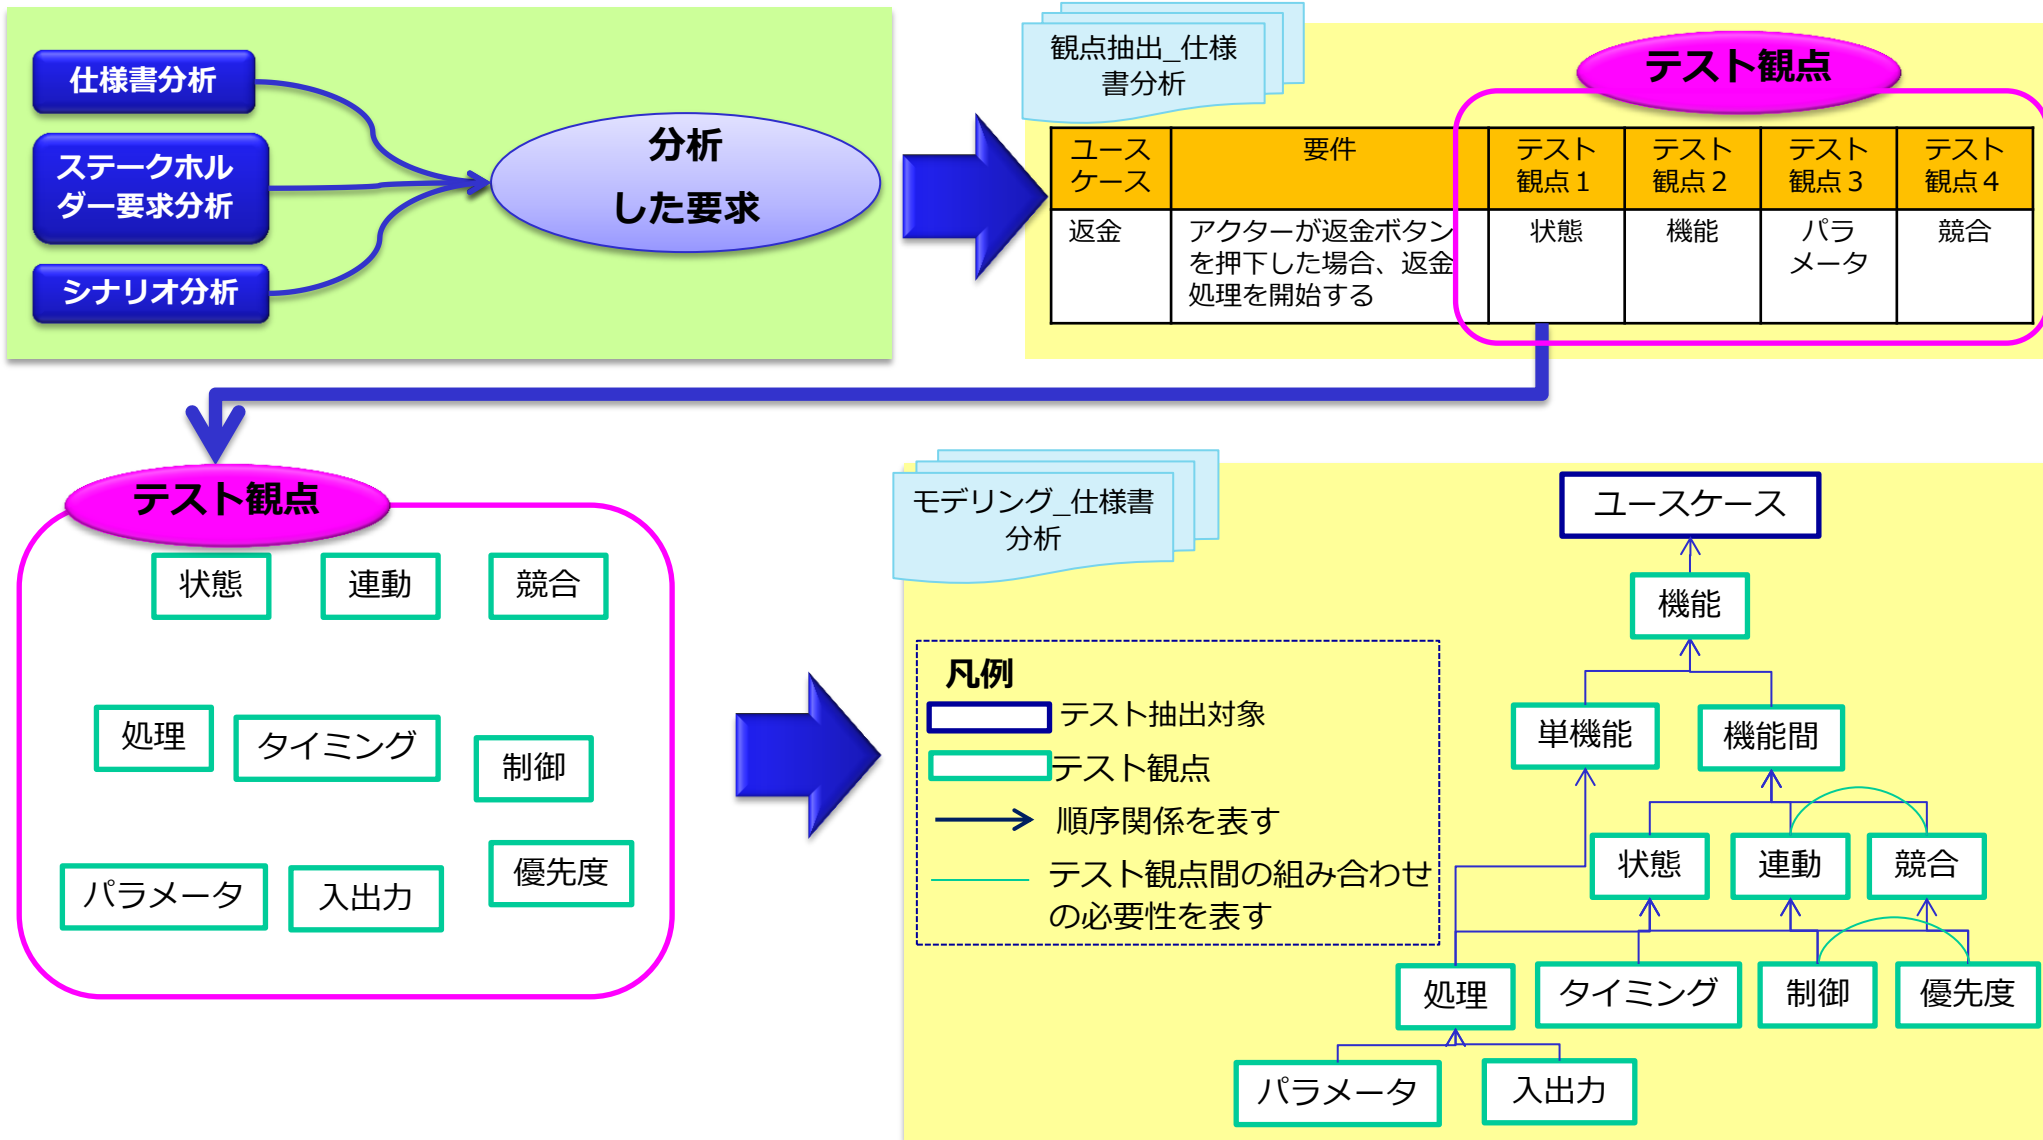 仕様書分析
ステークホル
ダー要求分析
シナリオ分析
分析
した要求
観点抽出_仕様
書分析
テスト観点
ユース
ケース
要件
テスト
観点１
テスト
観点２
テスト
観点３
テスト
観点４
返金
アクターが返金ボタン
を押下した場合、返金
処理を開始する
状態
機能
パラ
メータ
競合
テスト観点
状態
連動
競合
処理
タイミング
制御
パラメータ
入出力
優先度
モデリング_仕様書
分析
凡例
テスト抽出対象
テスト観点
順序関係を表す
テスト観点間の組み合わせ
の必要性を表す
ユースケース
機能
単機能
機能間
状態
連動
競合
処理
タイミング
制御
優先度
パラメータ
入出力